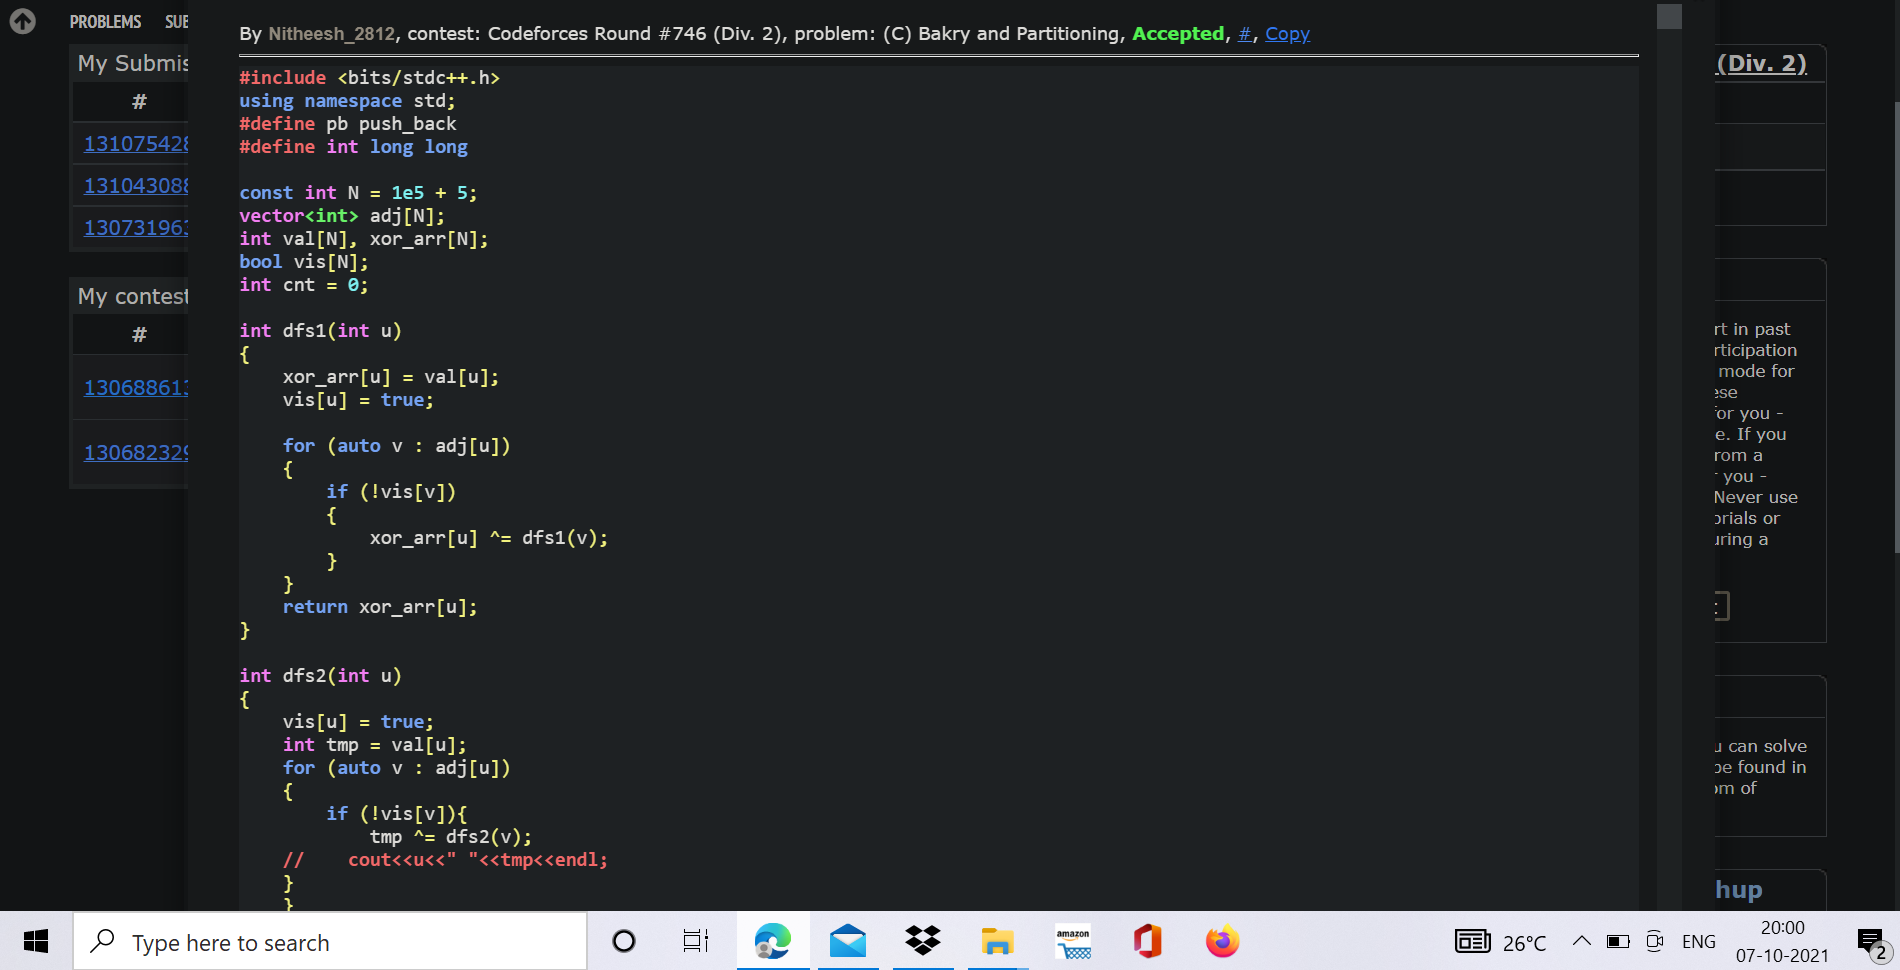 PROBLEMS SUB
My Submis
#
131075428
131043088
130731963
My contest
#
130688613
130682329
By Nitheesh_2812, contest: Codeforces Round #746 (Div. 2), problem: (C) Bakry and Partitioning, Accepted, #, Copy
#include <bits/stdc++.h>
using namespace std;
#define pb push_back
#define int long long
const int N = 1e5 + 5;
vector<int> adj[N];
int val[N], xor_arr[N];
bool vis[N];
int cnt = 0;
int dfs1(int u)
{
xor_arr[u] = val[u];
vis[u] = true;
for (auto v : adj[u])
{
if (!vis[v])
{
xor_arr[u] ^= dfs1(v);
}
}
return xor_arr[u];
}
int dfs2(int u)
{
vis[u] = true;
int tmp = val[u];
for (auto v : adj[u])
{
if (!vis[v]){
tmp ^= dfs2(v);
// cout<<u<<" "<<tmp<<endl;
}
}
(Div. 2)
rt in past
rticipation
mode for
ese
for you -
e. If you
rom a
r you -
Never use
orials or
uring a
u can solve
be found in
om of
hup
Type here to search
amazon
26°C
ENG
20:00
07-10-2021
2